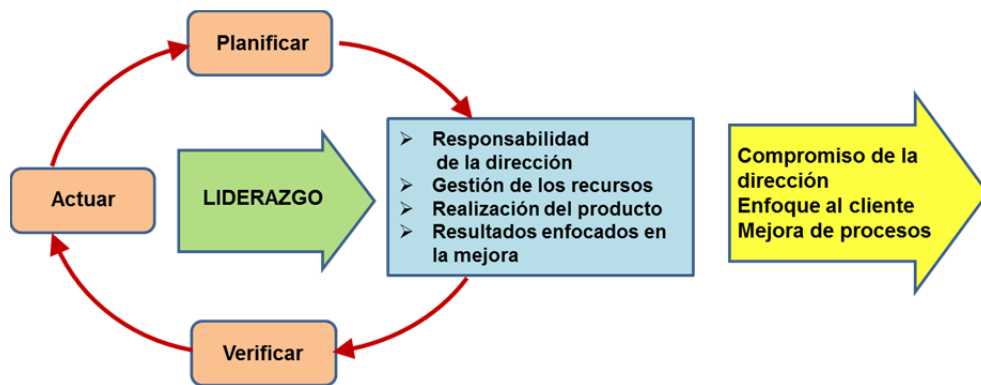 Planificar
➢ Responsabilidad
de la dirección
➢ Gestión de los recursos
➢ Realización del producto
➢ Resultados enfocados en
la mejora
Compromiso de la
dirección
Enfoque al cliente
Mejora de procesos
Actuar
LIDERAZGO
Verificar